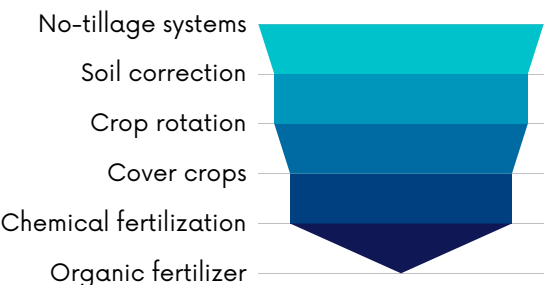 No-tillage systems
Soil correction
Crop rotation
Cover crops
Chemical fertilization
Organic fertilizer